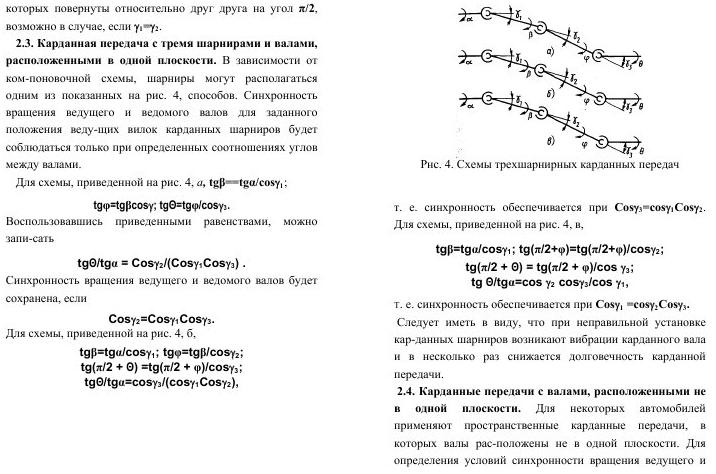 которых повернуты относительно друг друга на угол π/2,
возможно в случае, если γ₁=γ₂.
2.3. Карданная передача с тремя шарнирами и валами,
расположенными в одной плоскости. В зависимости от
ком-поновочной схемы, шарниры могут располагаться
одним из показанных на рис. 4, способов. Синхронность
вращения ведущего и ведомого валов для заданного
положения веду-щих вилок карданных шарниров будет
соблюдаться только при определенных соотношениях углов
между валами.
Для схемы, приведенной на рис. 4, а, tgβ==tgα/cosγ₁;
tgφ=tgβcosγ; tgΘ=tgφ/cosγ₃.
Воспользовавшись приведенными равенствами, можно
запи-сать
tgΘ/tgα = Cosγ₂/(Cosγ₁Cosγ₃) .
Синхронность вращения ведущего и ведомого валов будет
сохранена, если
Cosγ₂=Cosγ₁Cosγ₃.
Для схемы, приведенной на рис. 4, б,
tgβ=tgα/cosγ₁; tgφ=tgβ/cosγ₂;
tg(π/2 + Θ) =tg(π/2 + φ)/cosγ₃;
tgΘ/tgα=cosγ₃/(cosγ₁Cosγ₂),
α γ₁ β γ₂ φ γ₃ θ
а)
α γ₁ β γ₂ φ γ₃ θ
б)
α γ₁ β γ₂ φ γ₃ θ
в)
Рнс. 4. Схемы трехшарнирных карданных передач
т. е. синхронность обеспечивается при Cosγ₃=cosγ₁Cosγ₂.
Для схемы, приведенной на рис. 4, в,
tgβ=tgα/cosγ₁; tg(π/2+φ)=tg(π/2+φ)/cosγ₂;
tg(π/2 + Θ) = tg(π/2 + φ)/cos γ₃;
tg Θ/tgα=cos γ₂ cosγ₃/cos γ₁,
т. е. синхронность обеспечивается при Cosγ₁ =cosγ₂Cosγ₃.
Следует иметь в виду, что при неправильной установке
кар-данных шарниров возникают вибрации карданного вала
и в несколько раз снижается долговечность карданной
передачи.
2.4. Карданные передачи с валами, расположенными не
в одной плоскости. Для некоторых автомобилей
применяют пространственные карданные передачи, в
которых валы рас-положены не в одной плоскости. Для
определения условий синхронности вращения ведущего и